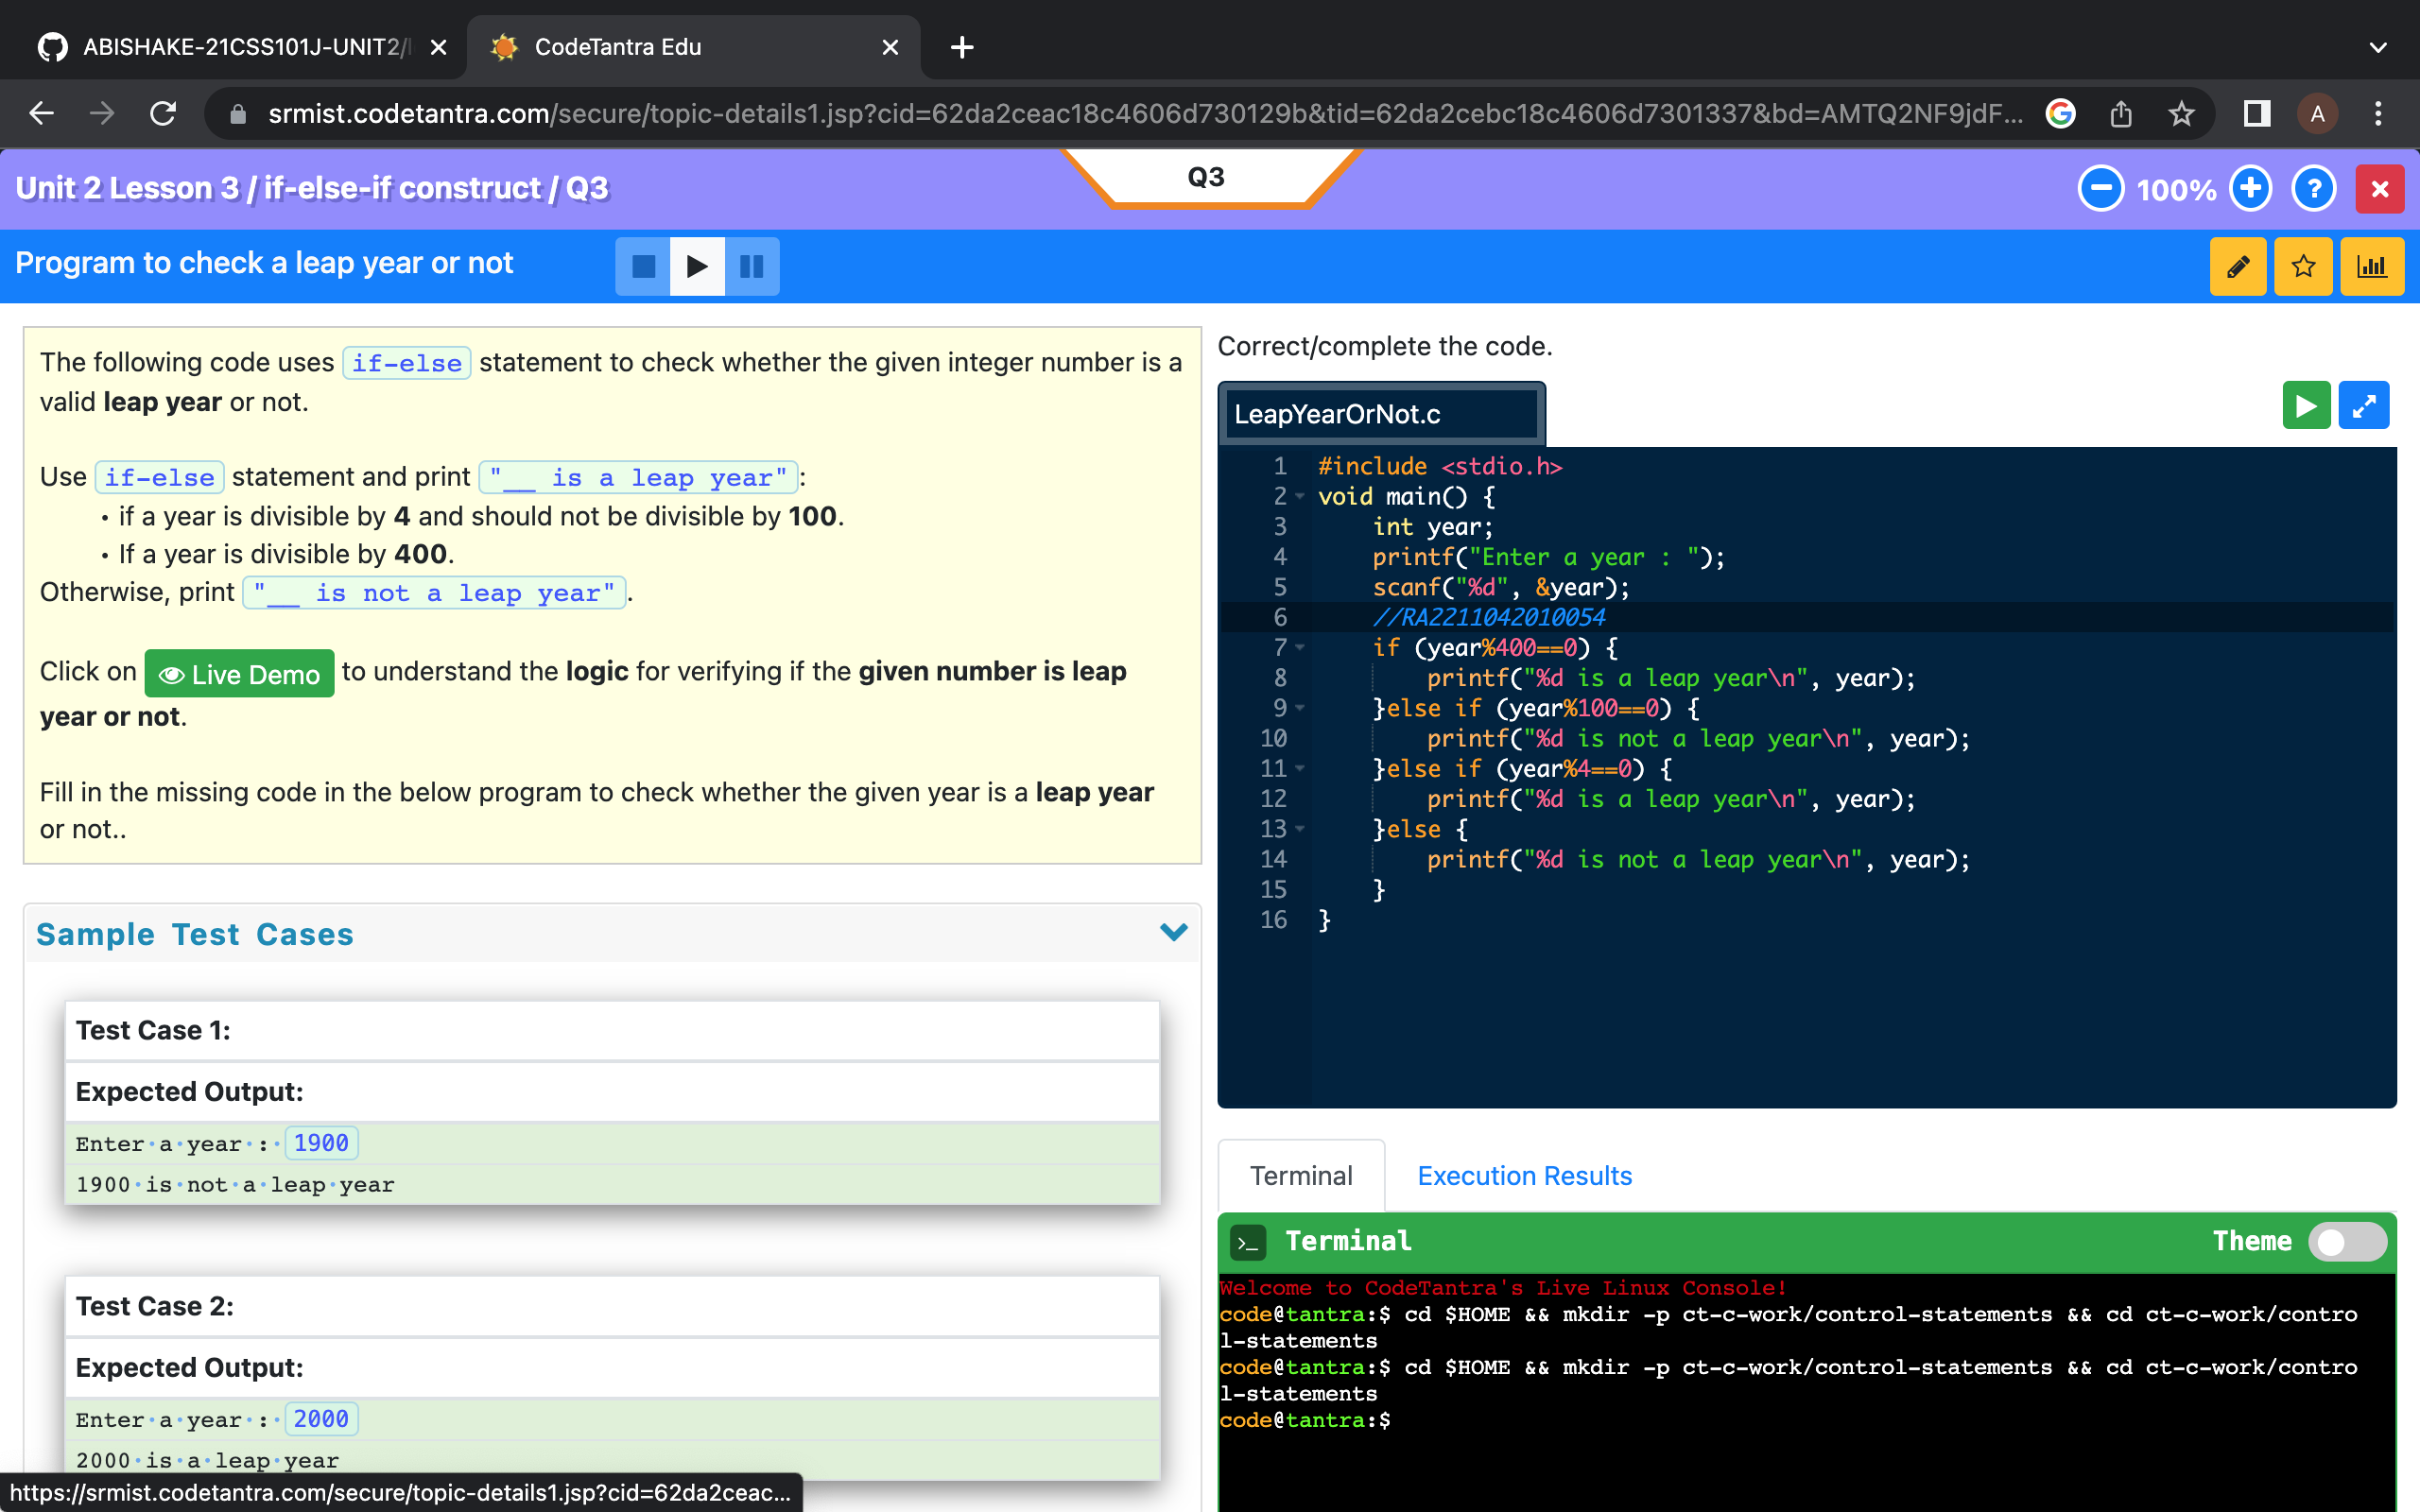 ABISHAKE-21CSS101J-UNIT2/
CodeTantra Edu
srmist.codetantra.com/secure/topic-details1.jsp?cid=62da2ceac18c4606d730129b&tid=62da2cebc18c4606d7301337&bd=AMTQ2NF9jdF...
A
Unit 2 Lesson 3 / if-else-if construct / Q3
Q3
100%
?
Program to check a leap year or not
The following code uses if-else statement to check whether the given integer number is a
valid leap year or not.
Use if-else statement and print "__ is a leap year":
• if a year is divisible by 4 and should not be divisible by 100.
• If a year is divisible by 400.
Otherwise, print "__ is not a leap year".
Click on Live Demo to understand the logic for verifying if the given number is leap
year or not.
Fill in the missing code in the below program to check whether the given year is a leap year
or not..
Sample Test Cases
Test Case 1:
Expected Output:
Enter·a·year·:·1900
1900·is·not·a·leap·year
Test Case 2:
Expected Output:
Enter·a·year·:·2000
2000·is·a·leap·year
https://srmist.codetantra.com/secure/topic-details1.jsp?cid=62da2ceac...
Correct/complete the code.
LeapYearOrNot.c
1 #include <stdio.h>
2 void main() {
3 int year;
4 printf("Enter a year : ");
5 scanf("%d", &year);
6 //RA2211042010054
7 if (year%400==0) {
8 printf("%d is a leap year\n", year);
9 }else if (year%100==0) {
10 printf("%d is not a leap year\n", year);
11 }else if (year%4==0) {
12 printf("%d is a leap year\n", year);
13 }else {
14 printf("%d is not a leap year\n", year);
15 }
16 }
Terminal
Execution Results
>_ Terminal
Theme
Welcome to CodeTantra's Live Linux Console!
code@tantra:$ cd $HOME && mkdir -p ct-c-work/control-statements && cd ct-c-work/contro
l-statements
code@tantra:$ cd $HOME && mkdir -p ct-c-work/control-statements && cd ct-c-work/contro
l-statements
code@tantra:$